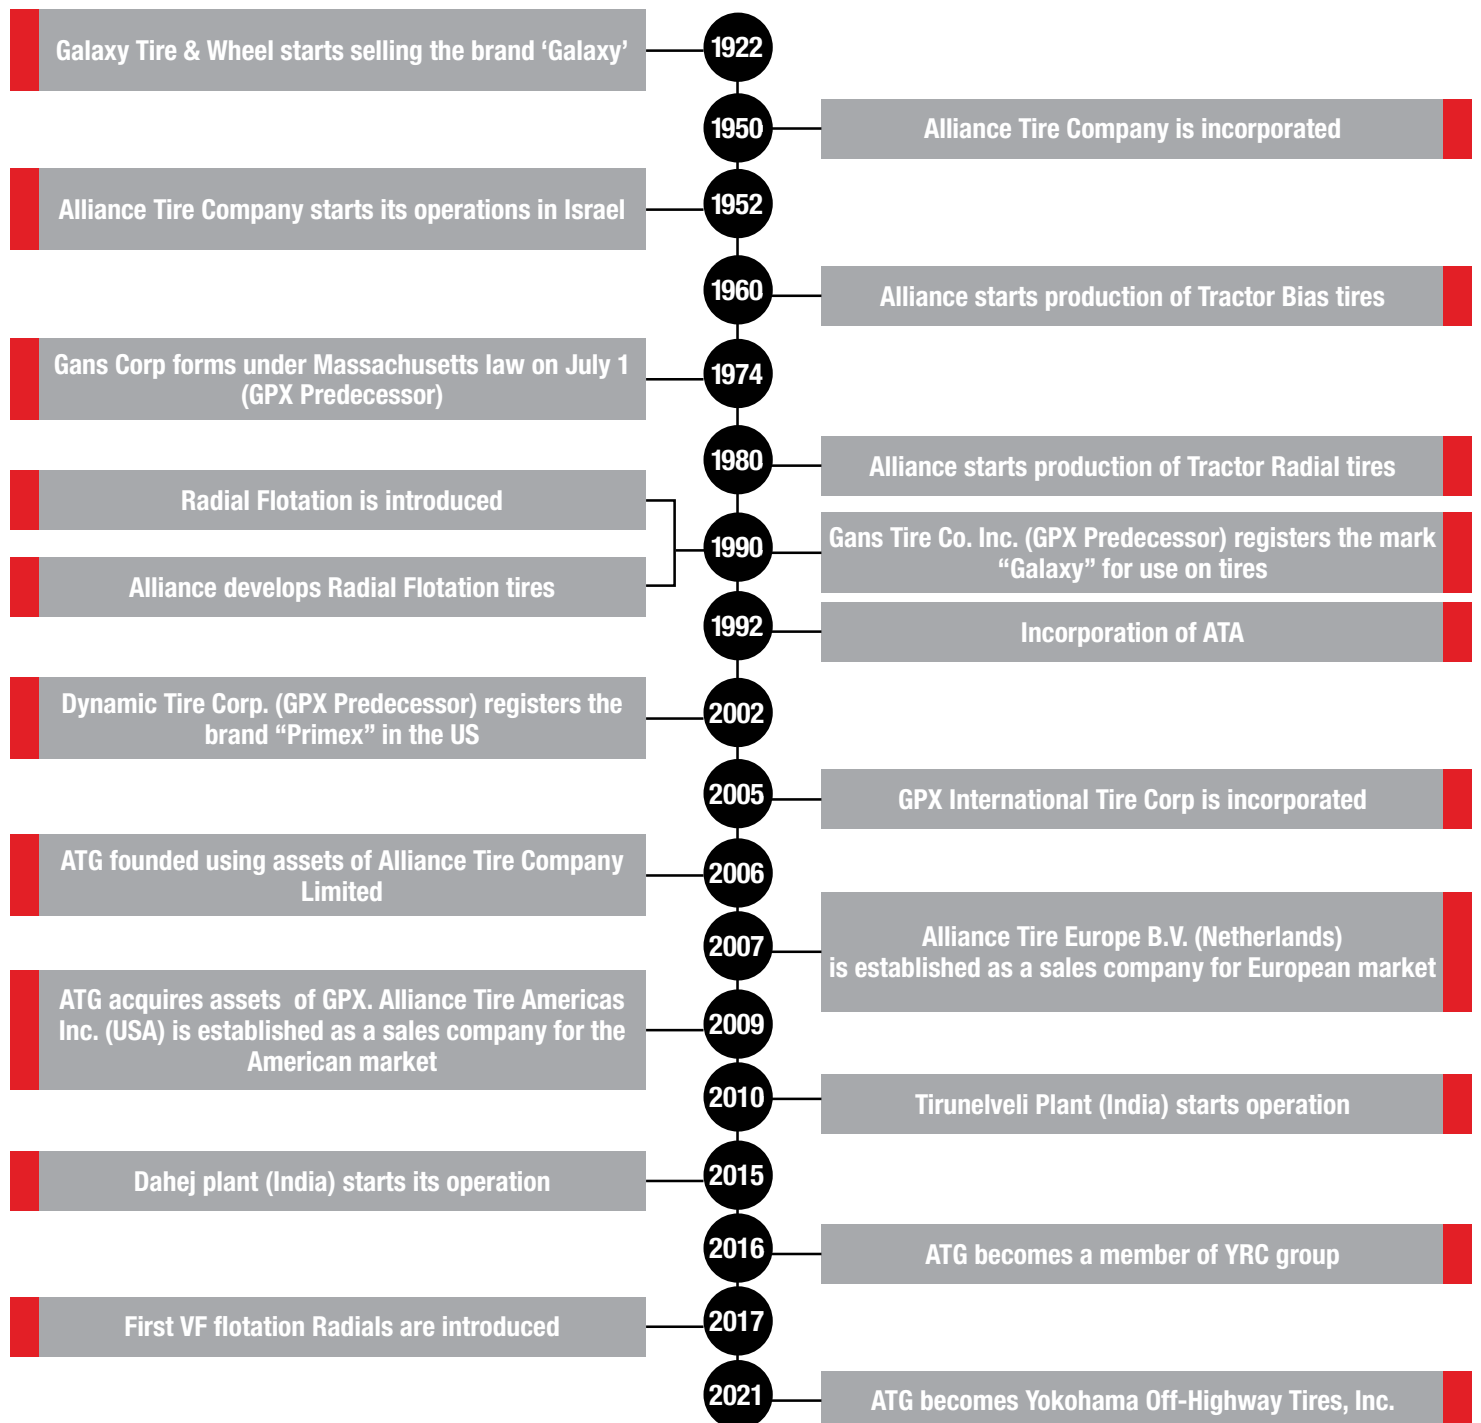 Galaxy Tire & Wheel starts selling the brand ‘Galaxy’
1922
1950
Alliance Tire Company is incorporated
Alliance Tire Company starts its operations in Israel
1952
1960
Alliance starts production of Tractor Bias tires
Gans Corp forms under Massachusetts law on July 1
(GPX Predecessor)
1974
1980
Alliance starts production of Tractor Radial tires
Radial Flotation is introduced
Alliance develops Radial Flotation tires
1990
Gans Tire Co. Inc. (GPX Predecessor) registers the mark
“Galaxy” for use on tires
1992
Incorporation of ATA
Dynamic Tire Corp. (GPX Predecessor) registers the
brand “Primex” in the US
2002
2005
GPX International Tire Corp is incorporated
ATG founded using assets of Alliance Tire Company
Limited
2006
2007
Alliance Tire Europe B.V. (Netherlands)
is established as a sales company for European market
ATG acquires assets of GPX. Alliance Tire Americas
Inc. (USA) is established as a sales company for the
American market
2009
2010
Tirunelveli Plant (India) starts operation
Dahej plant (India) starts its operation
2015
2016
ATG becomes a member of YRC group
First VF flotation Radials are introduced
2017
2021
ATG becomes Yokohama Off-Highway Tires, Inc.